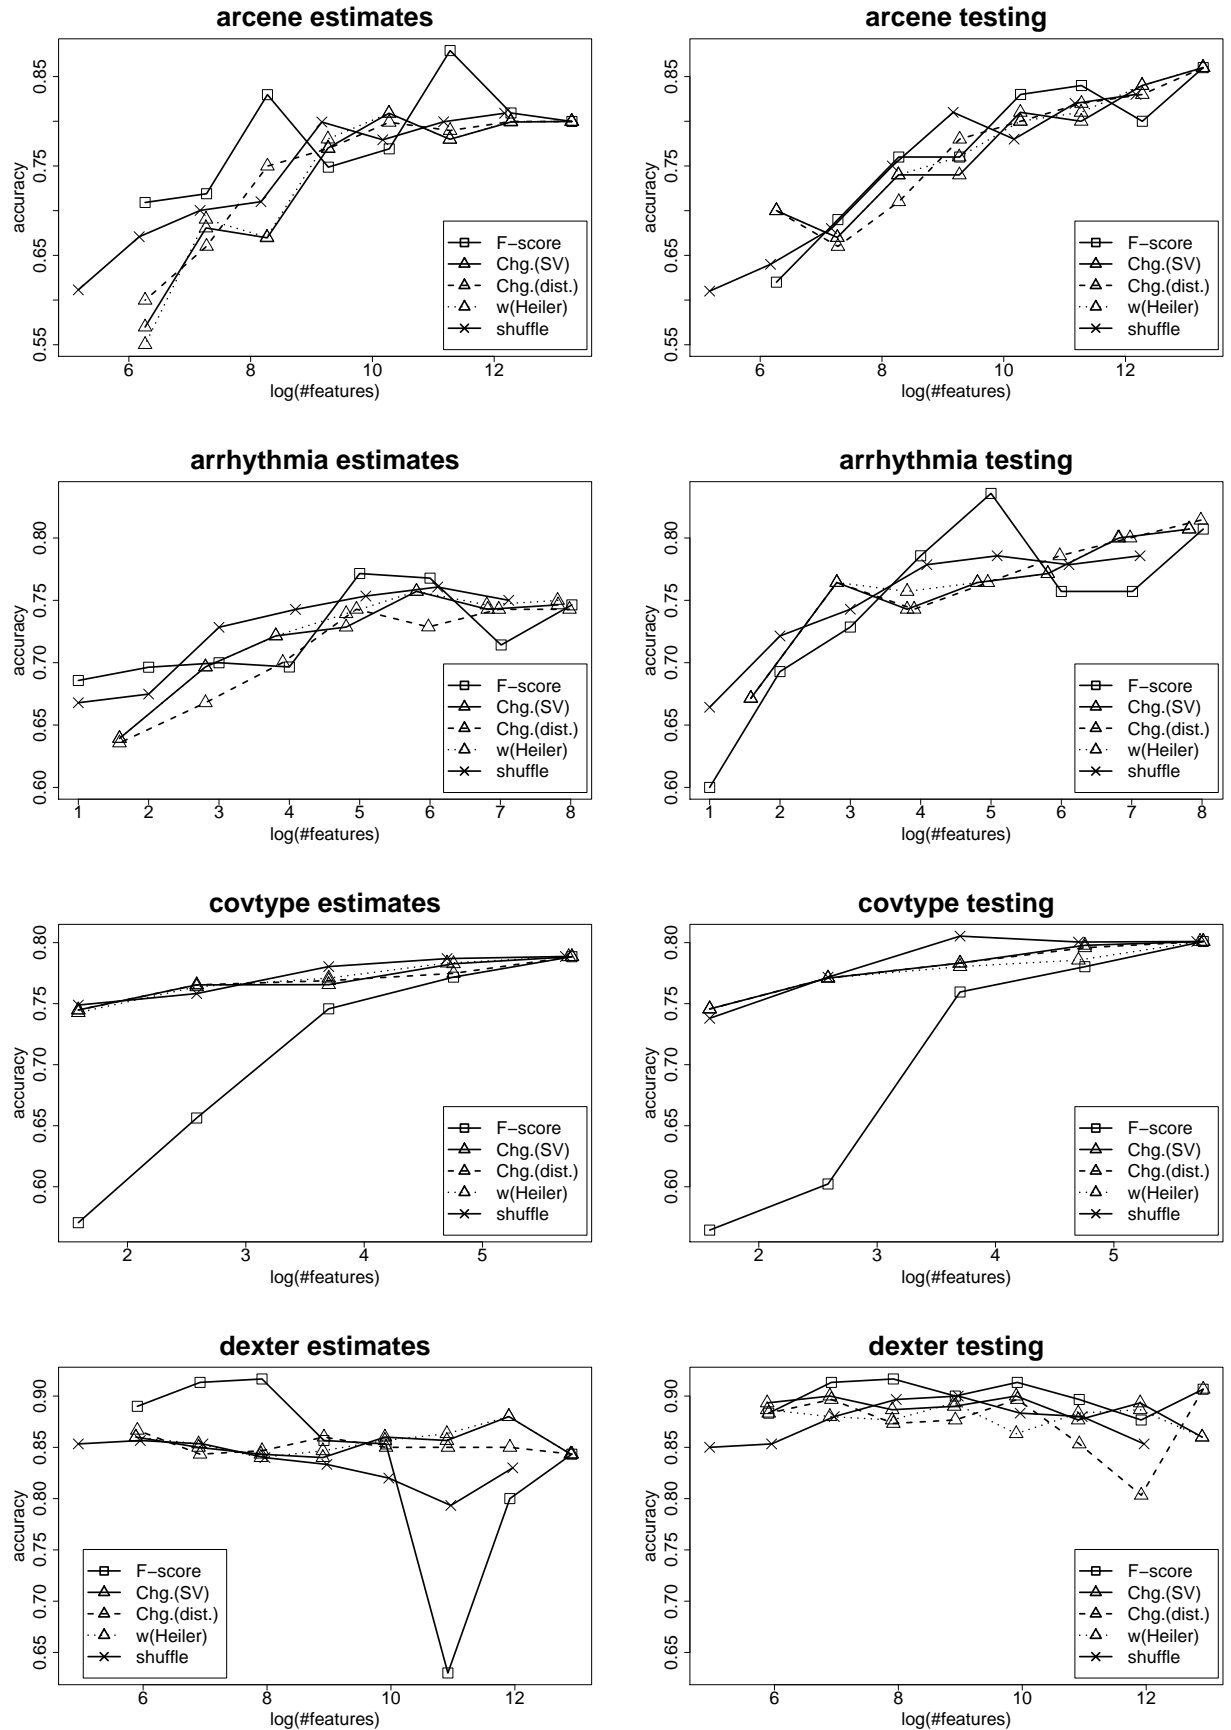 arcene estimates
accuracy
0.55 0.65 0.75 0.85
F−score
Chg.(SV)
Chg.(dist.)
w(Heiler)
shuffle
6 8 10 12
log(#features)
arcene testing
accuracy
0.55 0.65 0.75 0.85
F−score
Chg.(SV)
Chg.(dist.)
w(Heiler)
shuffle
6 8 10 12
log(#features)
arrhythmia estimates
accuracy
0.60 0.65 0.70 0.75 0.80
F−score
Chg.(SV)
Chg.(dist.)
w(Heiler)
shuffle
1 2 3 4 5 6 7 8
log(#features)
arrhythmia testing
accuracy
0.60 0.65 0.70 0.75 0.80
F−score
Chg.(SV)
Chg.(dist.)
w(Heiler)
shuffle
1 2 3 4 5 6 7 8
log(#features)
covtype estimates
accuracy
0.60 0.65 0.70 0.75 0.80
F−score
Chg.(SV)
Chg.(dist.)
w(Heiler)
shuffle
2 3 4 5
log(#features)
covtype testing
accuracy
0.60 0.65 0.70 0.75 0.80
F−score
Chg.(SV)
Chg.(dist.)
w(Heiler)
shuffle
2 3 4 5
log(#features)
dexter estimates
accuracy
0.65 0.70 0.75 0.80 0.85 0.90
F−score
Chg.(SV)
Chg.(dist.)
w(Heiler)
shuffle
6 8 10 12
log(#features)
dexter testing
accuracy
0.65 0.70 0.75 0.80 0.85 0.90
F−score
Chg.(SV)
Chg.(dist.)
w(Heiler)
shuffle
6 8 10 12
log(#features)